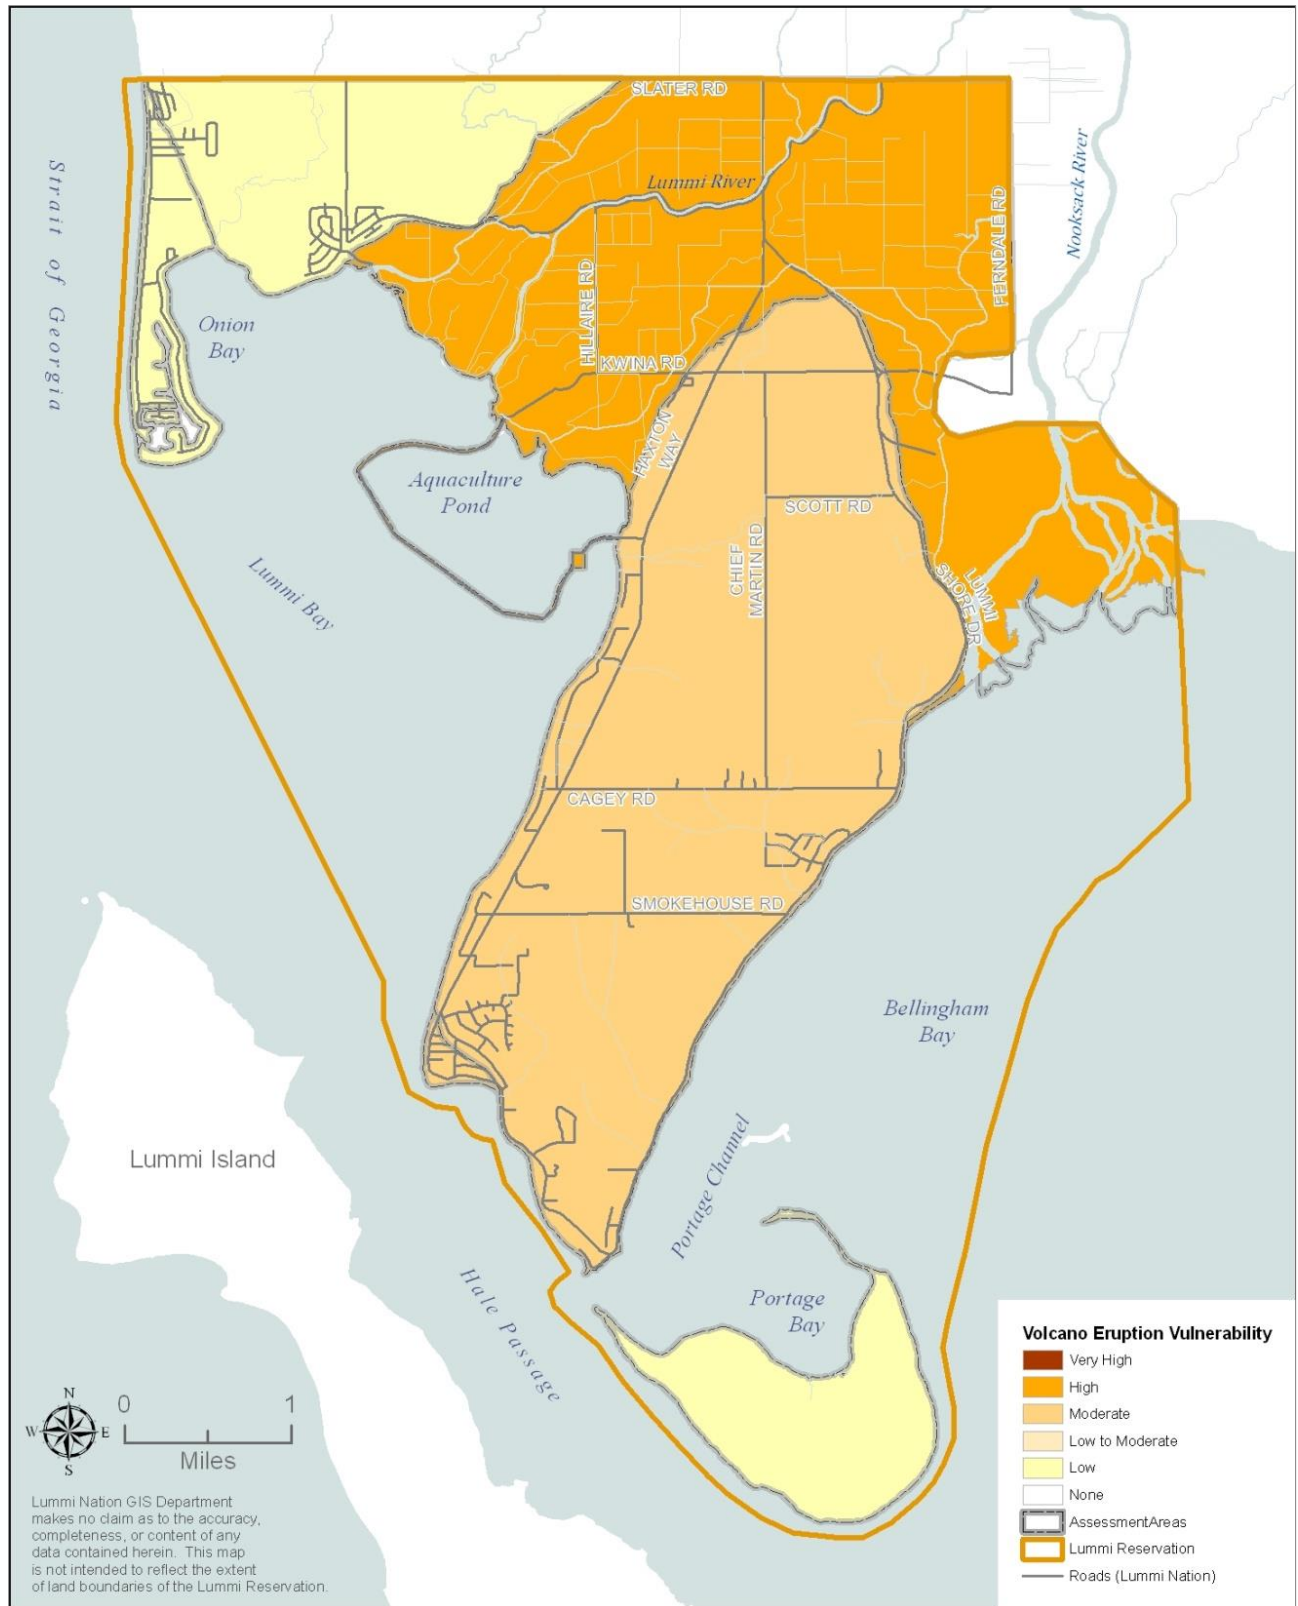 SLATER RD
Strait of Georgia
Lummi River
Nooksack River
FERNDALE RD
HILLAIRE RD
Onion
Bay
KWINA RD
HAXTON
WAY
Aquaculture
Pond
SCOTT RD
CHIEF
MARTIN RD
LUMMI
SHORE DR
Lummi Bay
CAGEY RD
SMOKEHOUSE RD
Bellingham
Bay
Lummi Island
Portage Channel
Hale Passage
Portage
Bay
Volcano Eruption Vulnerability
Very High
High
Moderate
Low to Moderate
Low
None
AssessmentAreas
Lummi Reservation
Roads (Lummi Nation)
N
W E
S
0 1
Miles
Lummi Nation GIS Department
makes no claim as to the accuracy,
completeness, or content of any
data contained herein. This map
is not intended to reflect the extent
of land boundaries of the Lummi Reservation.